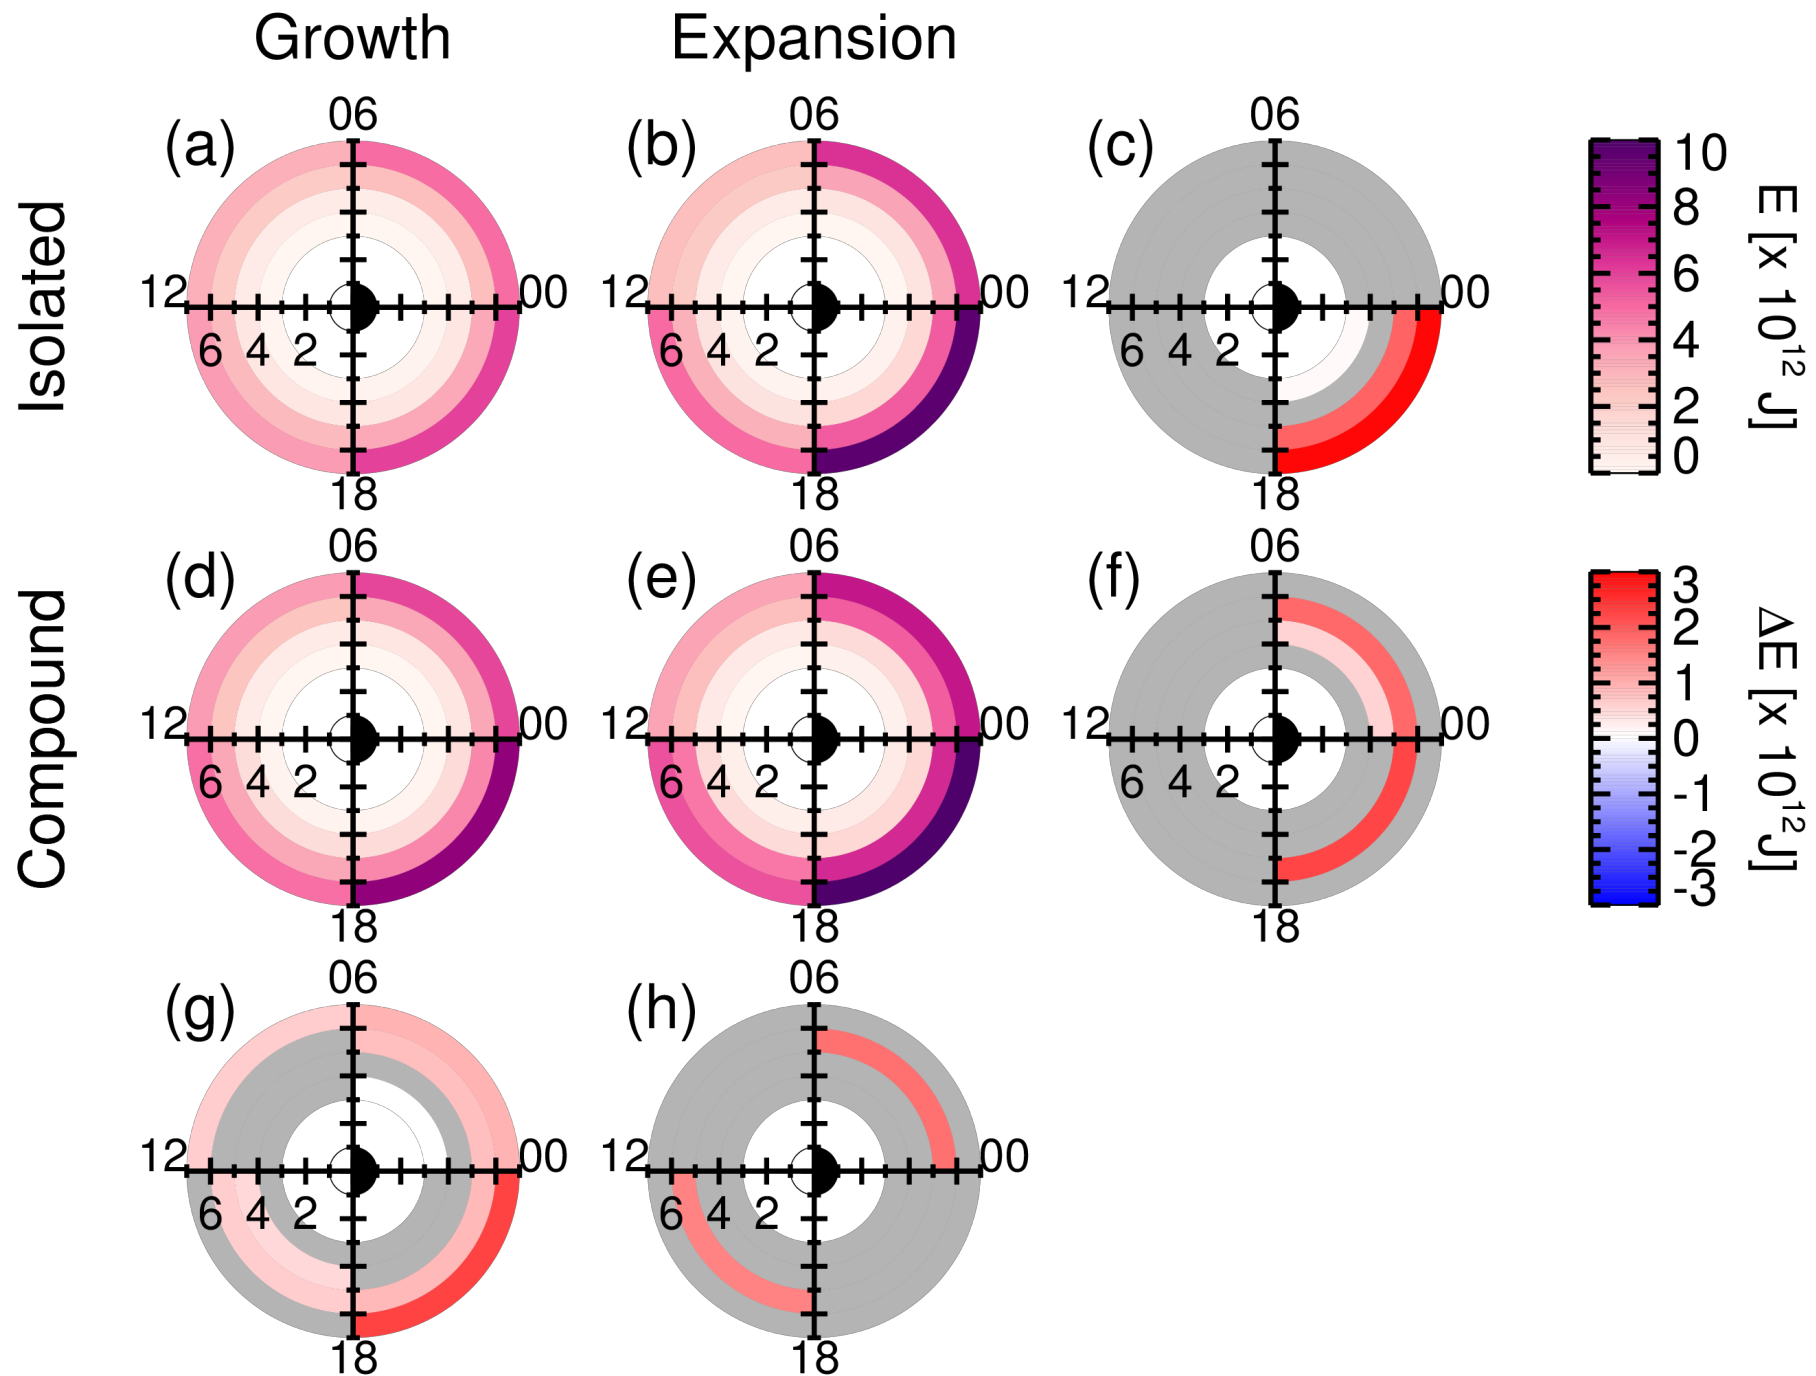 Growth Expansion
Isolated
(a) 06 12 00 6 4 2 18
(b) 06 12 00 6 4 2 18
(c) 06 12 00 6 4 2 18
10 8 6 4 2 0
E [x 10¹² J]
Compound
(d) 06 12 00 6 4 2 18
(e) 06 12 00 6 4 2 18
(f) 06 12 00 6 4 2 18
3 2 1 0 -1 -2 -3
ΔE [x 10¹² J]
(g) 06 12 00 6 4 2 18
(h) 06 12 00 6 4 2 18